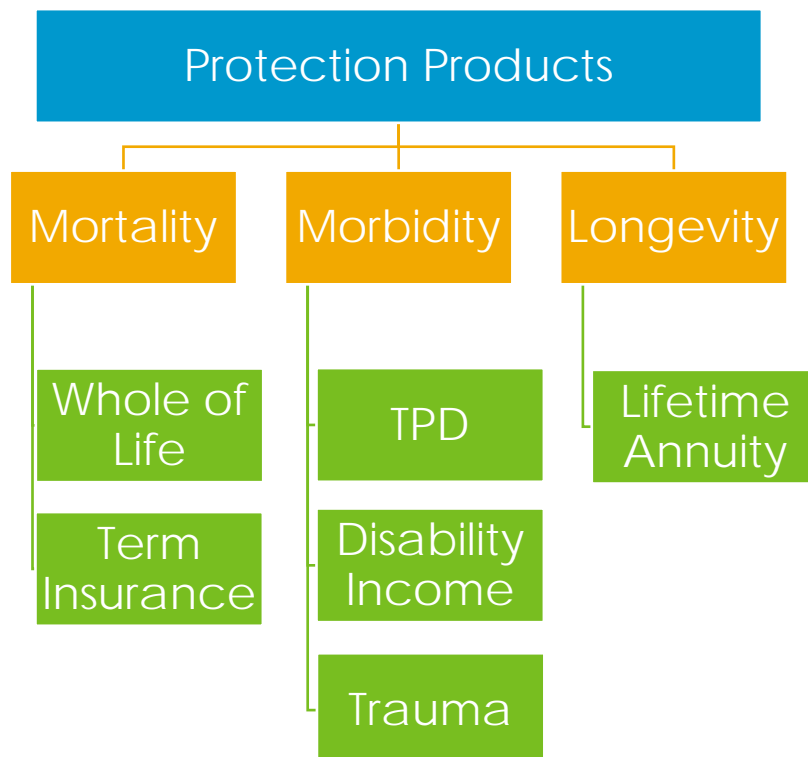 Protection Products
Mortality
Morbidity
Longevity
Whole of
Life
Term
Insurance
TPD
Disability
Income
Trauma
Lifetime
Annuity